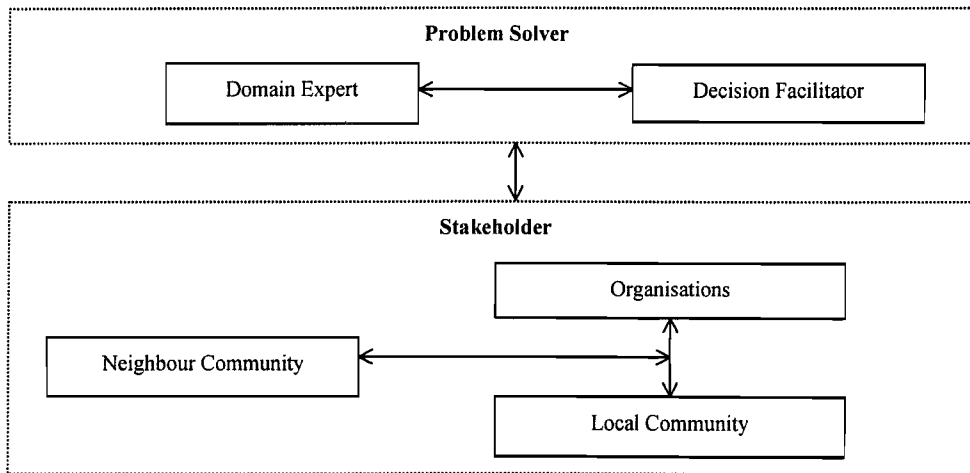 Problem Solver
Domain Expert
Decision Facilitator
Stakeholder
Organisations
Neighbour Community
Local Community